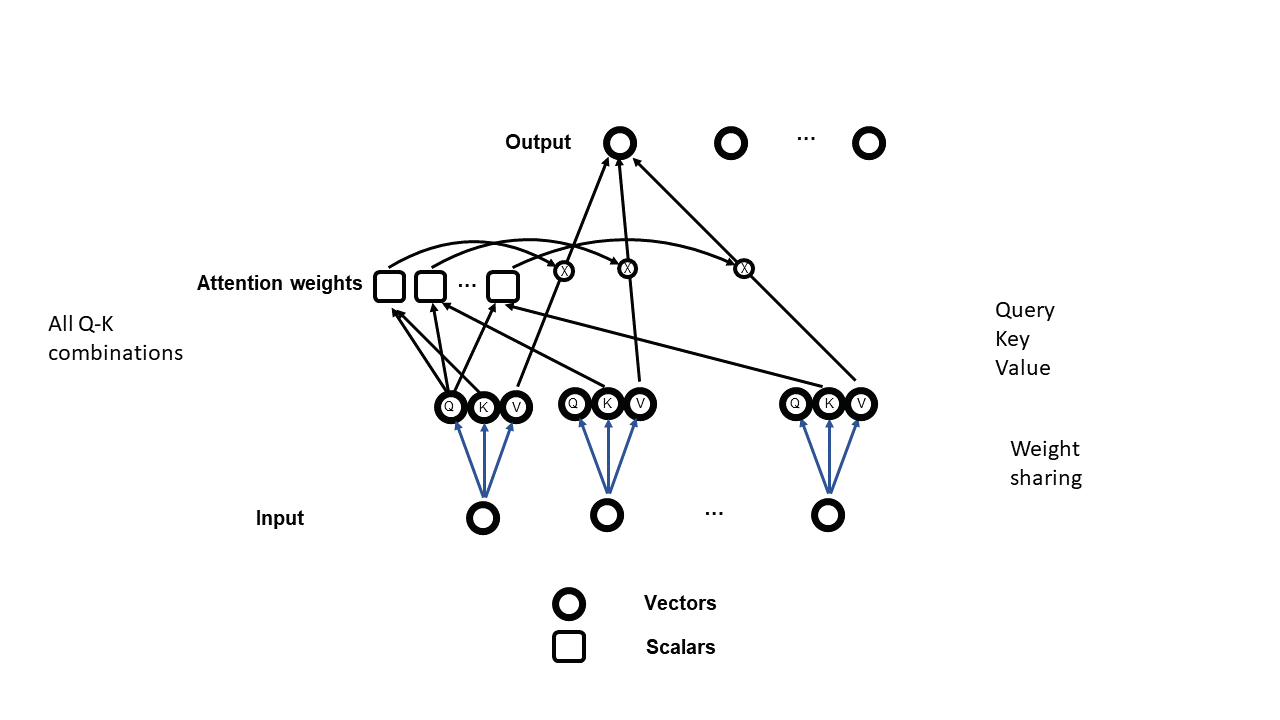 Output
...
X
X
X
Attention weights
...
All Q-K
combinations
Query
Key
Value
Q
K
V
Q
K
V
Q
K
V
Weight
sharing
Input
...
Vectors
Scalars